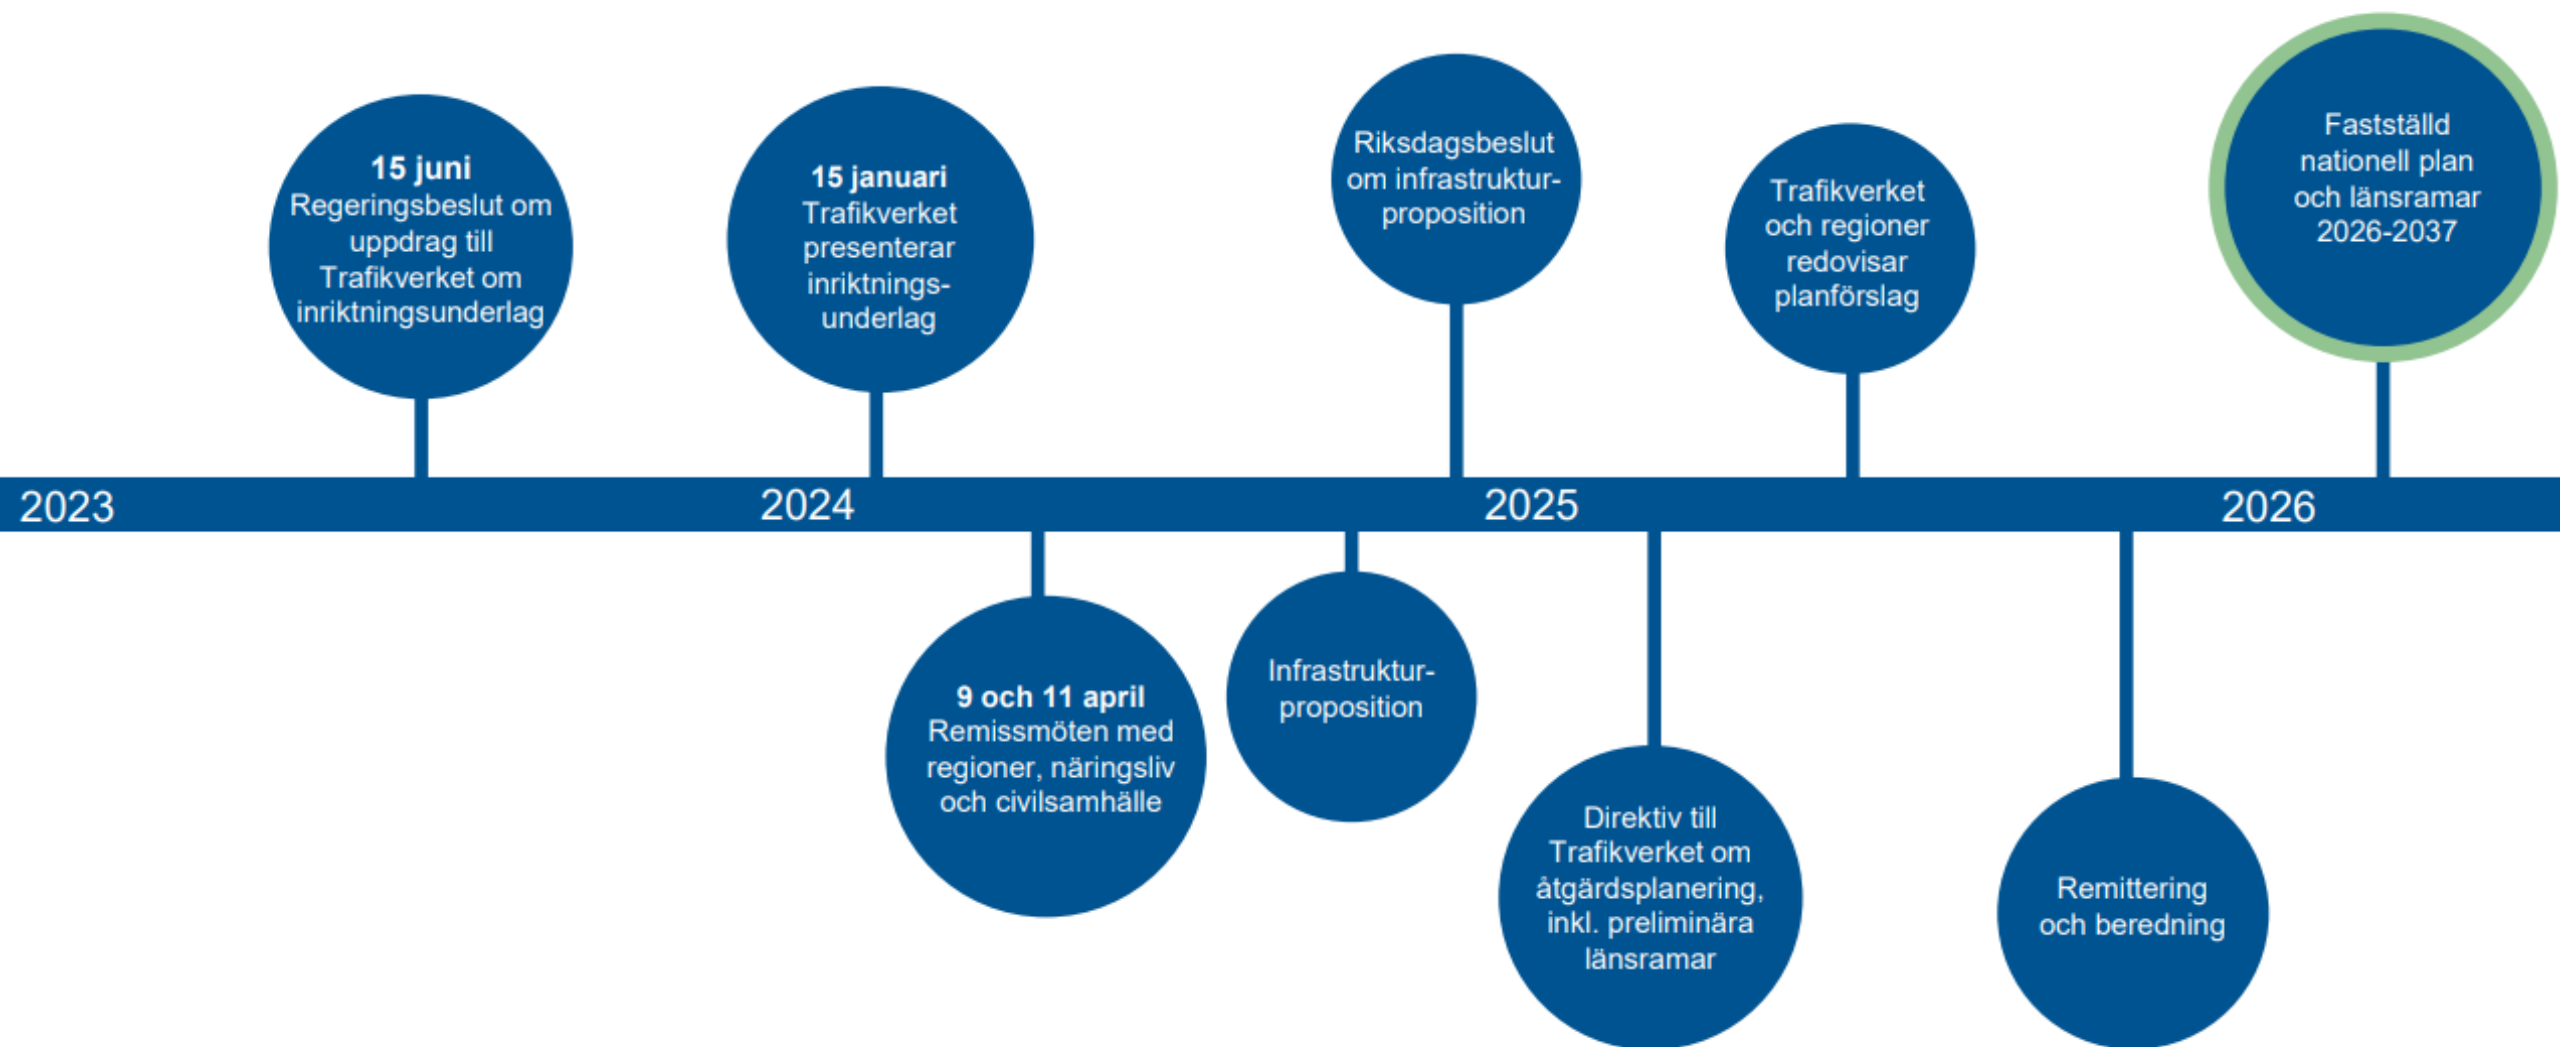 15 juni
Regeringsbeslut om
uppdrag till
Trafikverket om
inriktningsunderlag
15 januari
Trafikverket
presenterar
inriktnings-
underlag
Riksdagsbeslut
om infrastruktur-
proposition
Trafikverket
och regioner
redovisar
planförslag
Fastställd
nationell plan
och länsramar
2026-2037
2023
2024
2025
2026
9 och 11 april
Remissmöten med
regioner, näringsliv
och civilsamhälle
Infrastruktur-
proposition
Direktiv till
Trafikverket om
åtgärdsplanering,
inkl. preliminära
länsramar
Remittering
och beredning